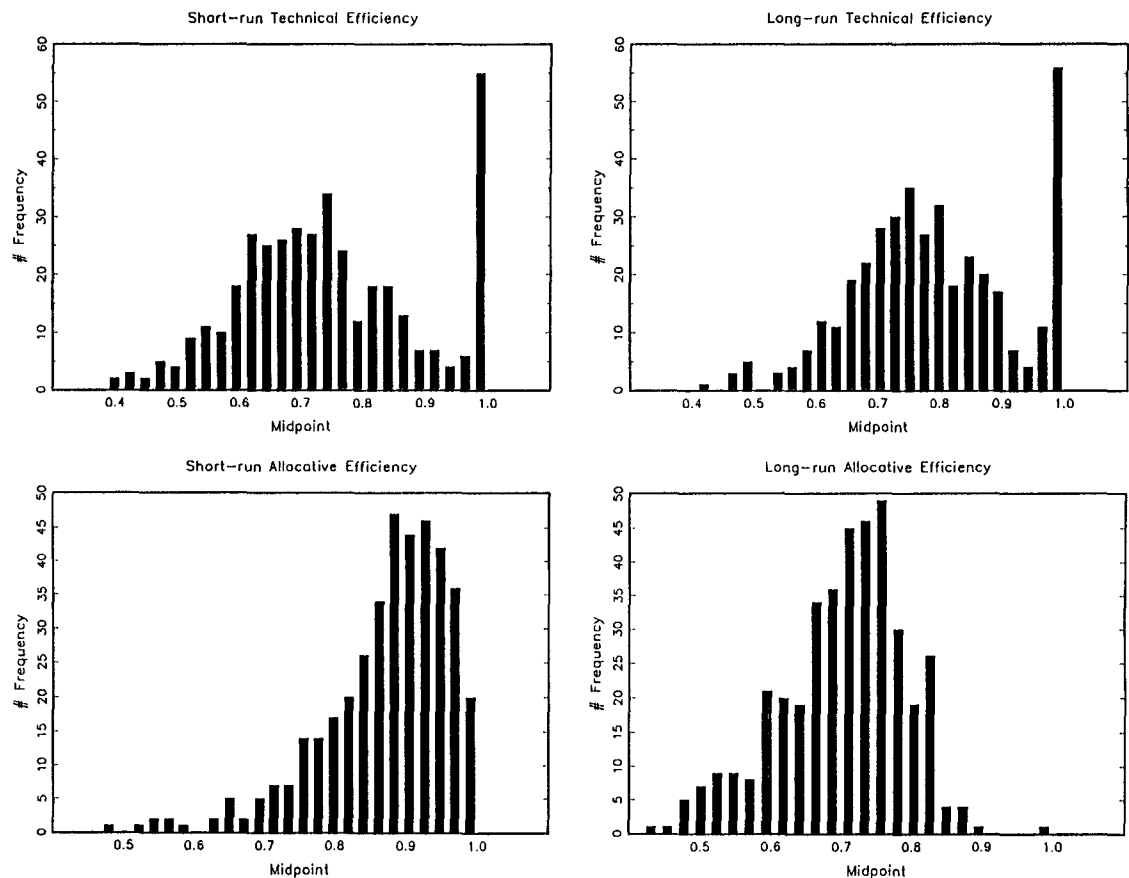 Short-run Technical Efficiency
60
50
40
30
20
10
0
# Frequency
0.4 0.5 0.6 0.7 0.8 0.9 1.0
Midpoint
Long-run Technical Efficiency
60
50
40
30
20
10
0
# Frequency
0.4 0.5 0.6 0.7 0.8 0.9 1.0
Midpoint
Short-run Allocative Efficiency
50
45
40
35
30
25
20
15
10
5
0
# Frequency
0.5 0.6 0.7 0.8 0.9 1.0
Midpoint
Long-run Allocative Efficiency
50
45
40
35
30
25
20
15
10
5
0
# Frequency
0.5 0.6 0.7 0.8 0.9 1.0
Midpoint